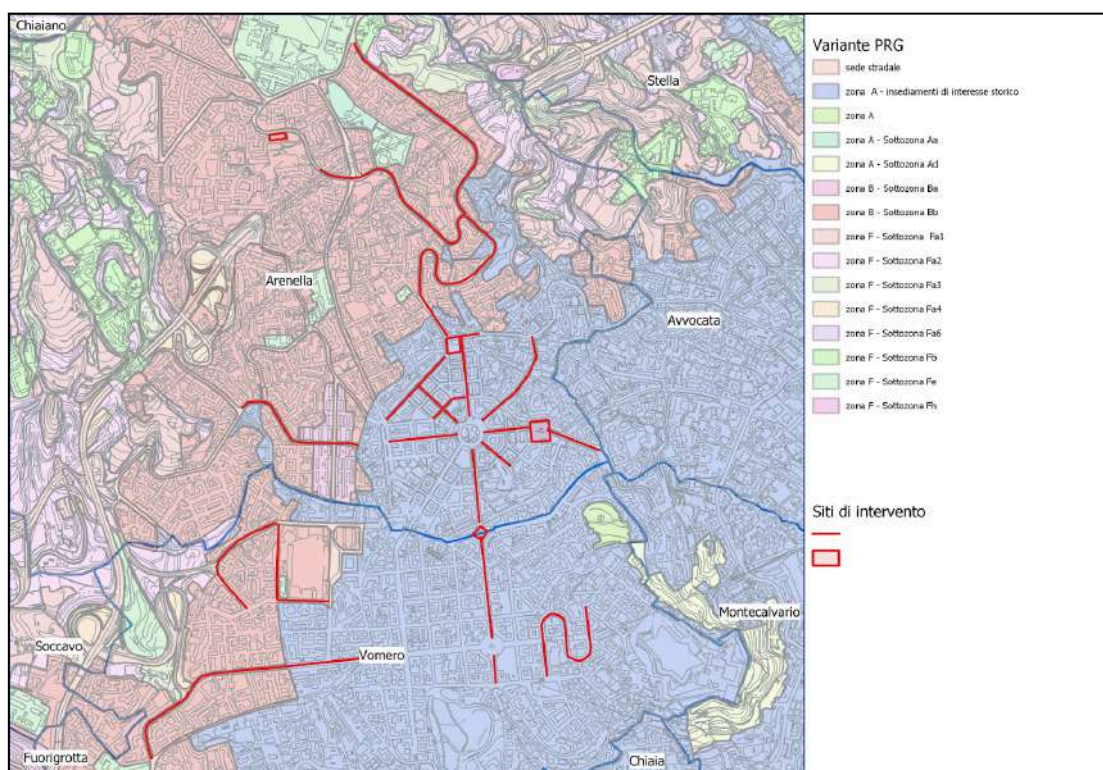 Chiaiano
Stella
Arenella
Avvocata
Montecalvario
Soccavo
Vomero
Fuorigrotta
Chiaia
Variante PRG
sede stradale
zona A - insediamenti di interesse storico
zona A
zona A - Sottozona Aa
zona A - Sottozona Ad
zona B - Sottozona Ba
zona B - Sottozona Bb
zona F - Sottozona Fa1
zona F - Sottozona Fa2
zona F - Sottozona Fa3
zona F - Sottozona Fa4
zona F - Sottozona Fa6
zona F - Sottozona Fb
zona F - Sottozona Fe
zona F - Sottozona Fh
Siti di intervento